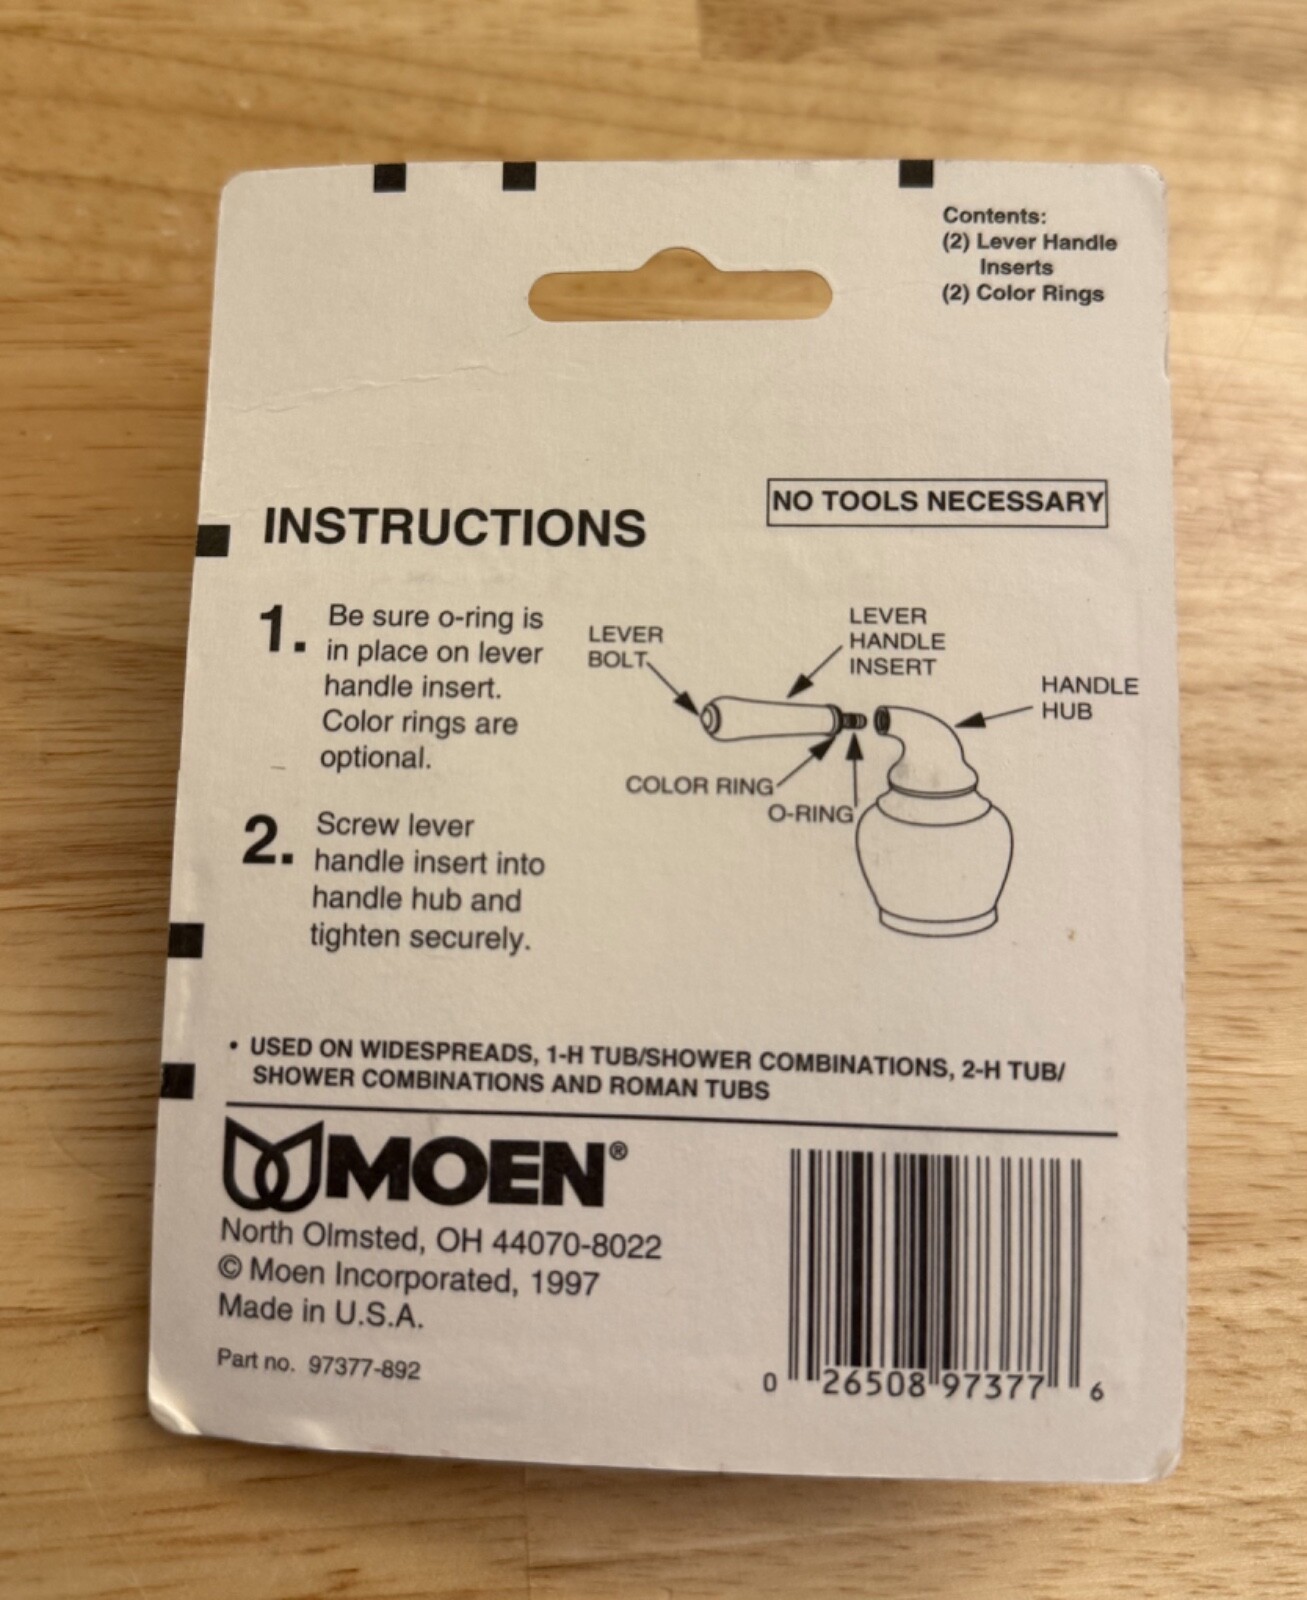 Contents:
(2) Lever Handle
Inserts
(2) Color Rings
NO TOOLS NECESSARY
INSTRUCTIONS
1. Be sure o-ring is
in place on lever
handle insert.
Color rings are
optional.
2. Screw lever
handle insert into
handle hub and
tighten securely.
LEVER
BOLT
LEVER
HANDLE
INSERT
HANDLE
HUB
COLOR RING
O-RING
• USED ON WIDESPREADS, 1-H TUB/SHOWER COMBINATIONS, 2-H TUB/
SHOWER COMBINATIONS AND ROMAN TUBS
MOEN®
North Olmsted, OH 44070-8022
© Moen Incorporated, 1997
Made in U.S.A.
Part no. 97377-892
0 26508 97377 6